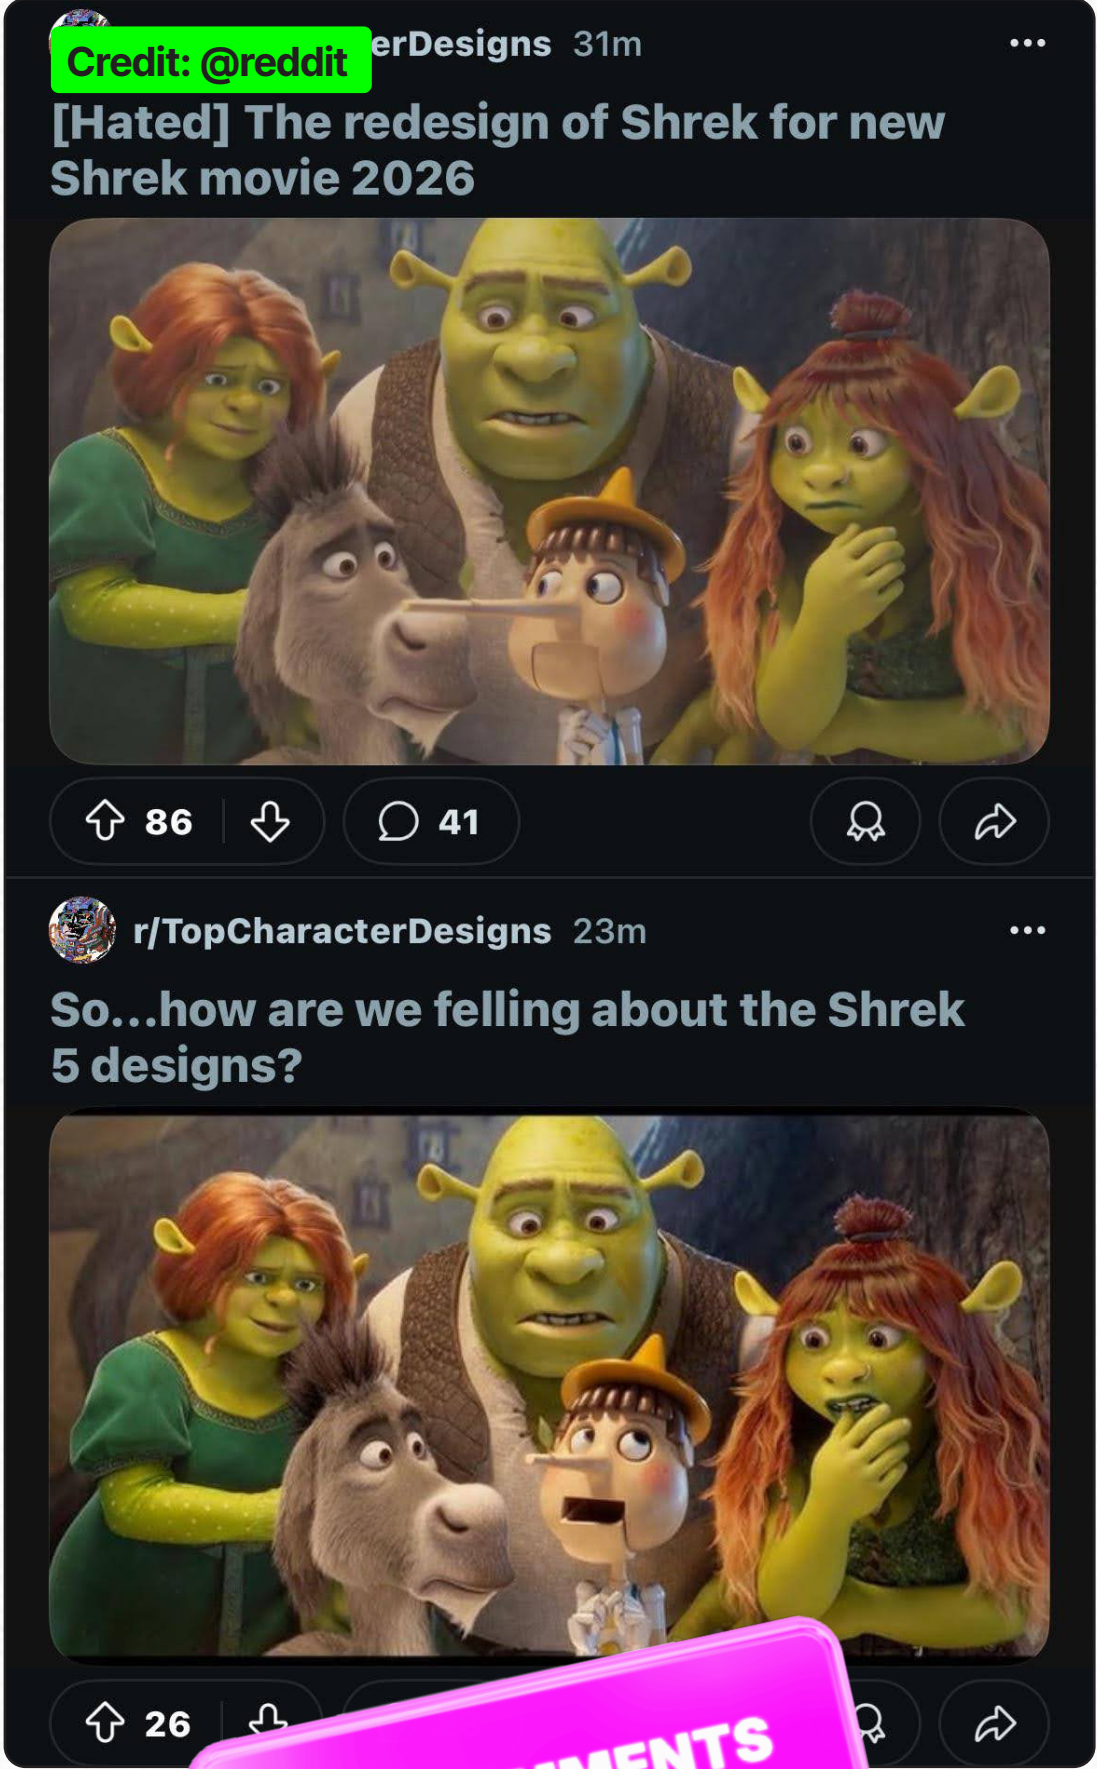 Credit: @reddit
erDesigns 31m
[Hated] The redesign of Shrek for new
Shrek movie 2026
86
41
r/TopCharacterDesigns 23m
So...how are we felling about the Shrek
5 designs?
26